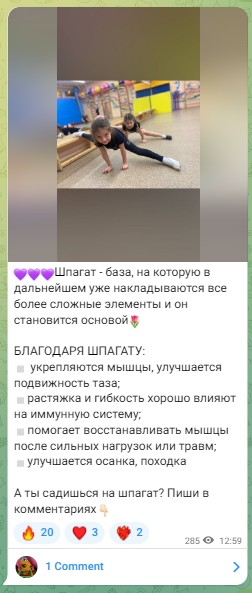 💜💜💜Шпагат - база, на которую в
дальнейшем уже накладываются все
более сложные элементы и он
становится основой🌷
БЛАГОДАРЯ ШПАГАТУ:
◽ укрепляются мышцы, улучшается
подвижность таза;
◽растяжка и гибкость хорошо влияют
на иммунную систему;
◽помогает восстанавливать мышцы
после сильных нагрузок или травм;
◽улучшается осанка, походка
А ты садишься на шпагат? Пиши в
комментариях👇🏻
🔥 20 ❤️ 3 ❤️‍🔥 2
285 12:59
1 Comment